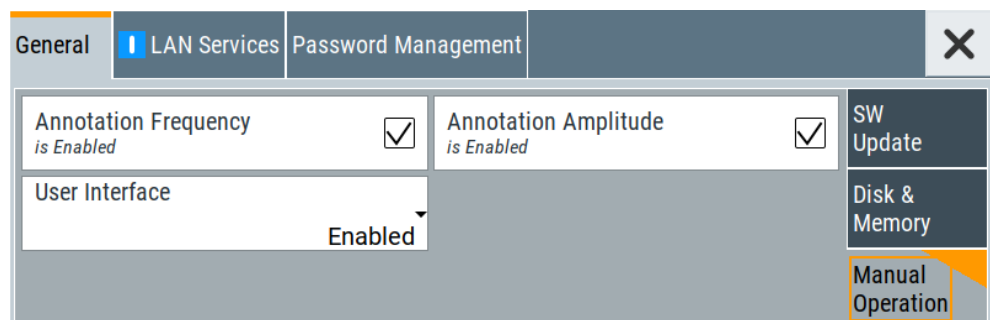 General
LAN Services
Password Management
Annotation Frequency
is Enabled
Annotation Amplitude
is Enabled
User Interface
Enabled
SW
Update
Disk &
Memory
Manual
Operation